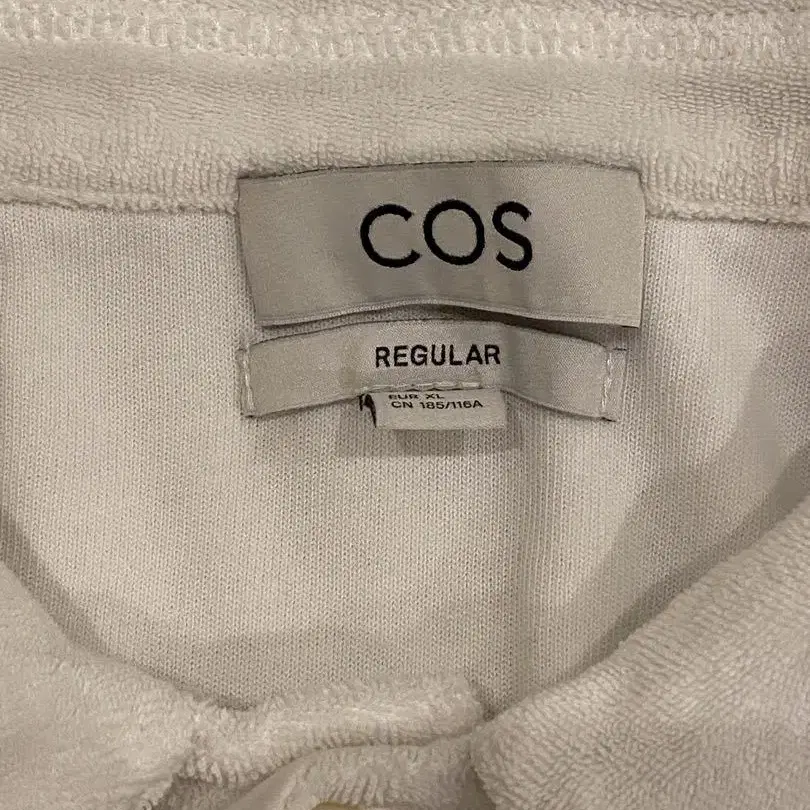 COS
REGULAR
EUR XL
CN 185/116A